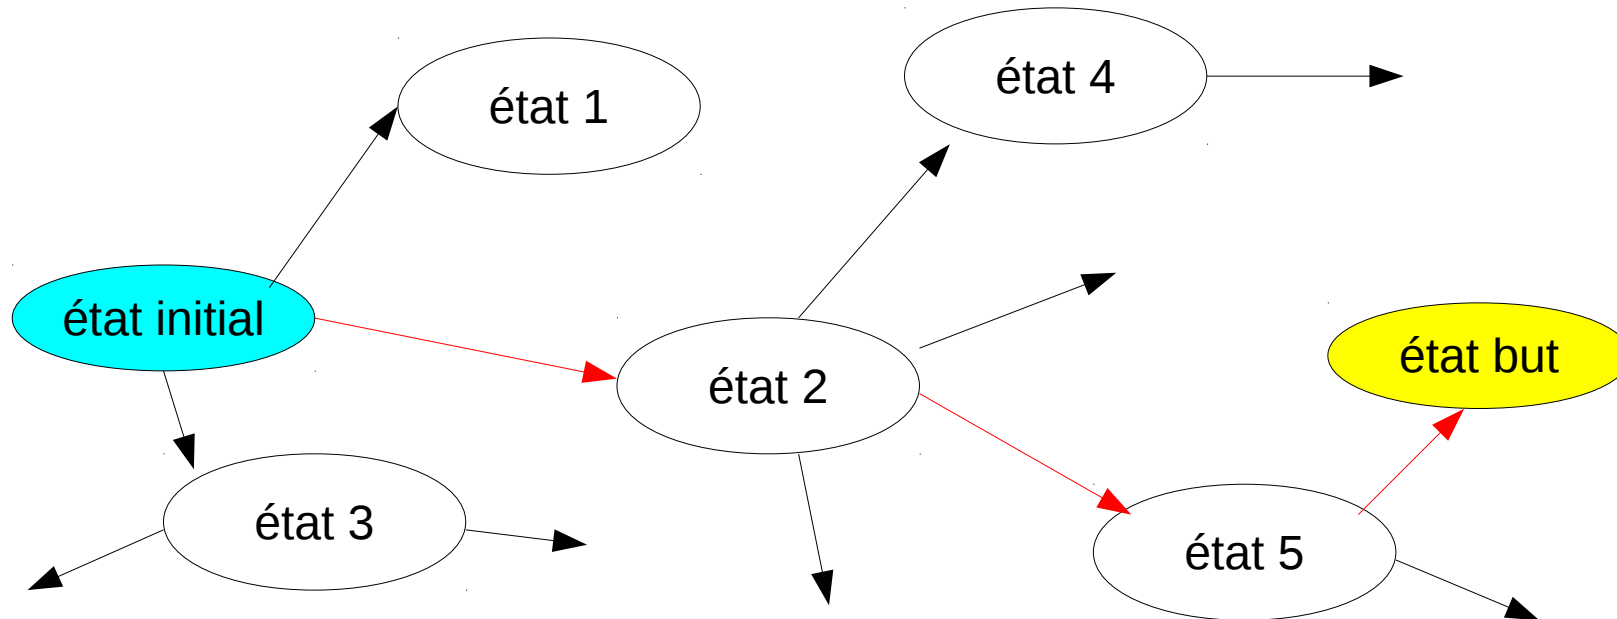 état 4
état 1
état initial
état 2
état but
état 3
état 5